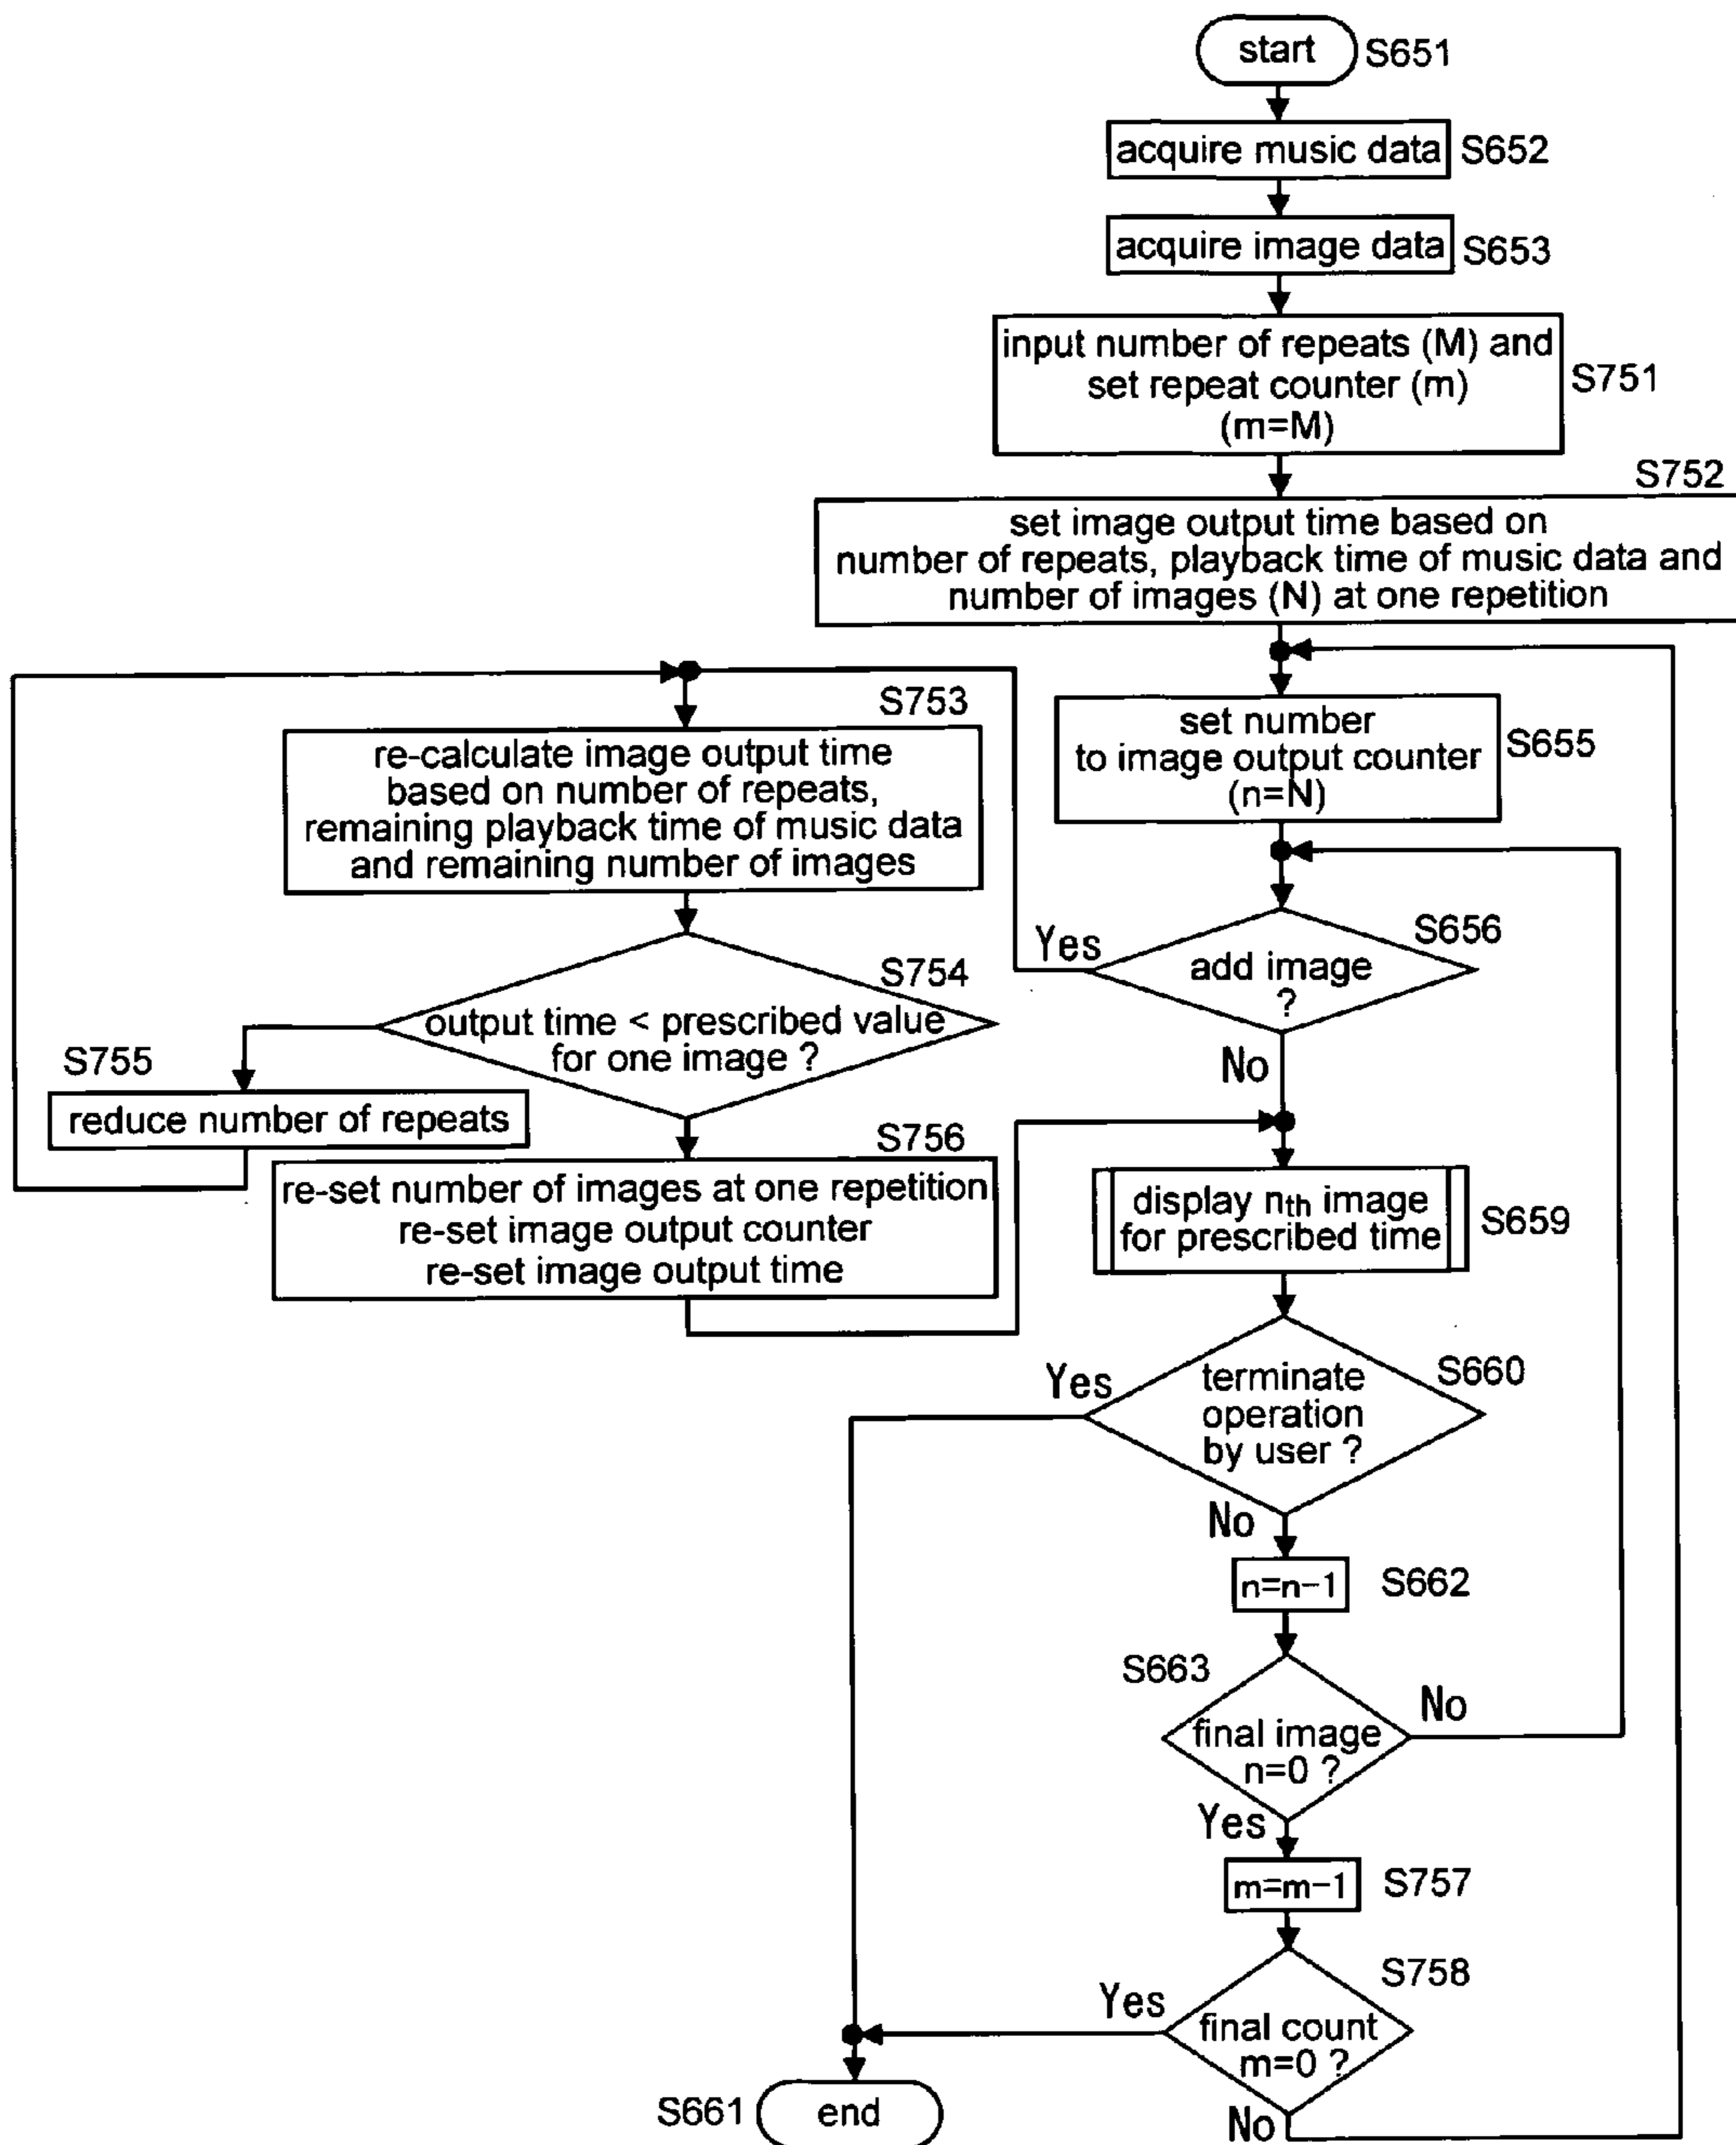 start
S651
acquire music data
S652
acquire image data
S653
input number of repeats (M) and
set repeat counter (m)
(m=M)
S751
S752
set image output time based on
number of repeats, playback time of music data and
number of images (N) at one repetition
set number
to image output counter
(n=N)
S655
S656
add image
?
Yes
No
S753
re-calculate image output time
based on number of repeats,
remaining playback time of music data
and remaining number of images
S754
output time < prescribed value
for one image ?
S755
reduce number of repeats
S756
re-set number of images at one repetition
re-set image output counter
re-set image output time
display nth image
for prescribed time
S659
terminate
operation
by user ?
S660
Yes
No
n=n-1
S662
S663
final image
n=0 ?
No
Yes
m=m-1
S757
S758
final count
m=0 ?
Yes
No
S661
end